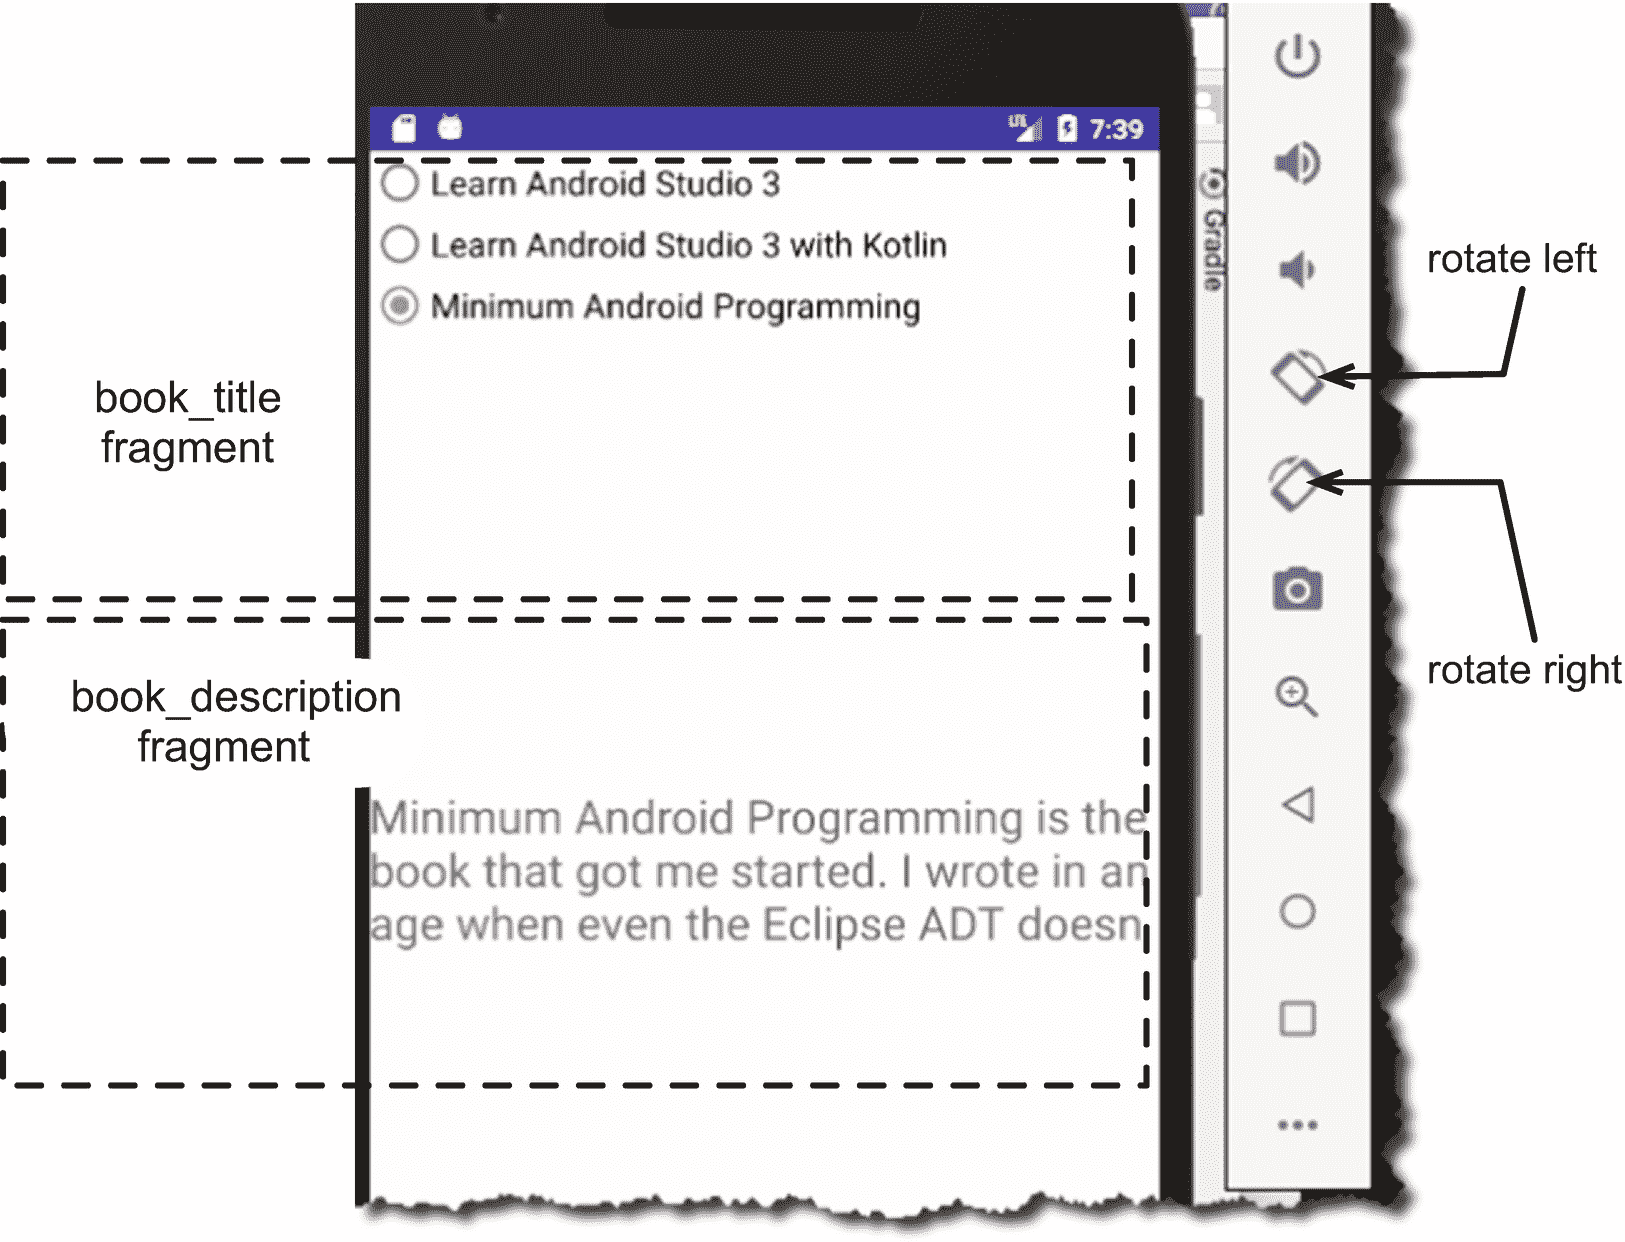 LTE 7:39
Learn Android Studio 3
Learn Android Studio 3 with Kotlin
Minimum Android Programming
book_title
fragment
book_description
fragment
Minimum Android Programming is the
book that got me started. I wrote in an
age when even the Eclipse ADT doesn
Gradle
rotate left
rotate right